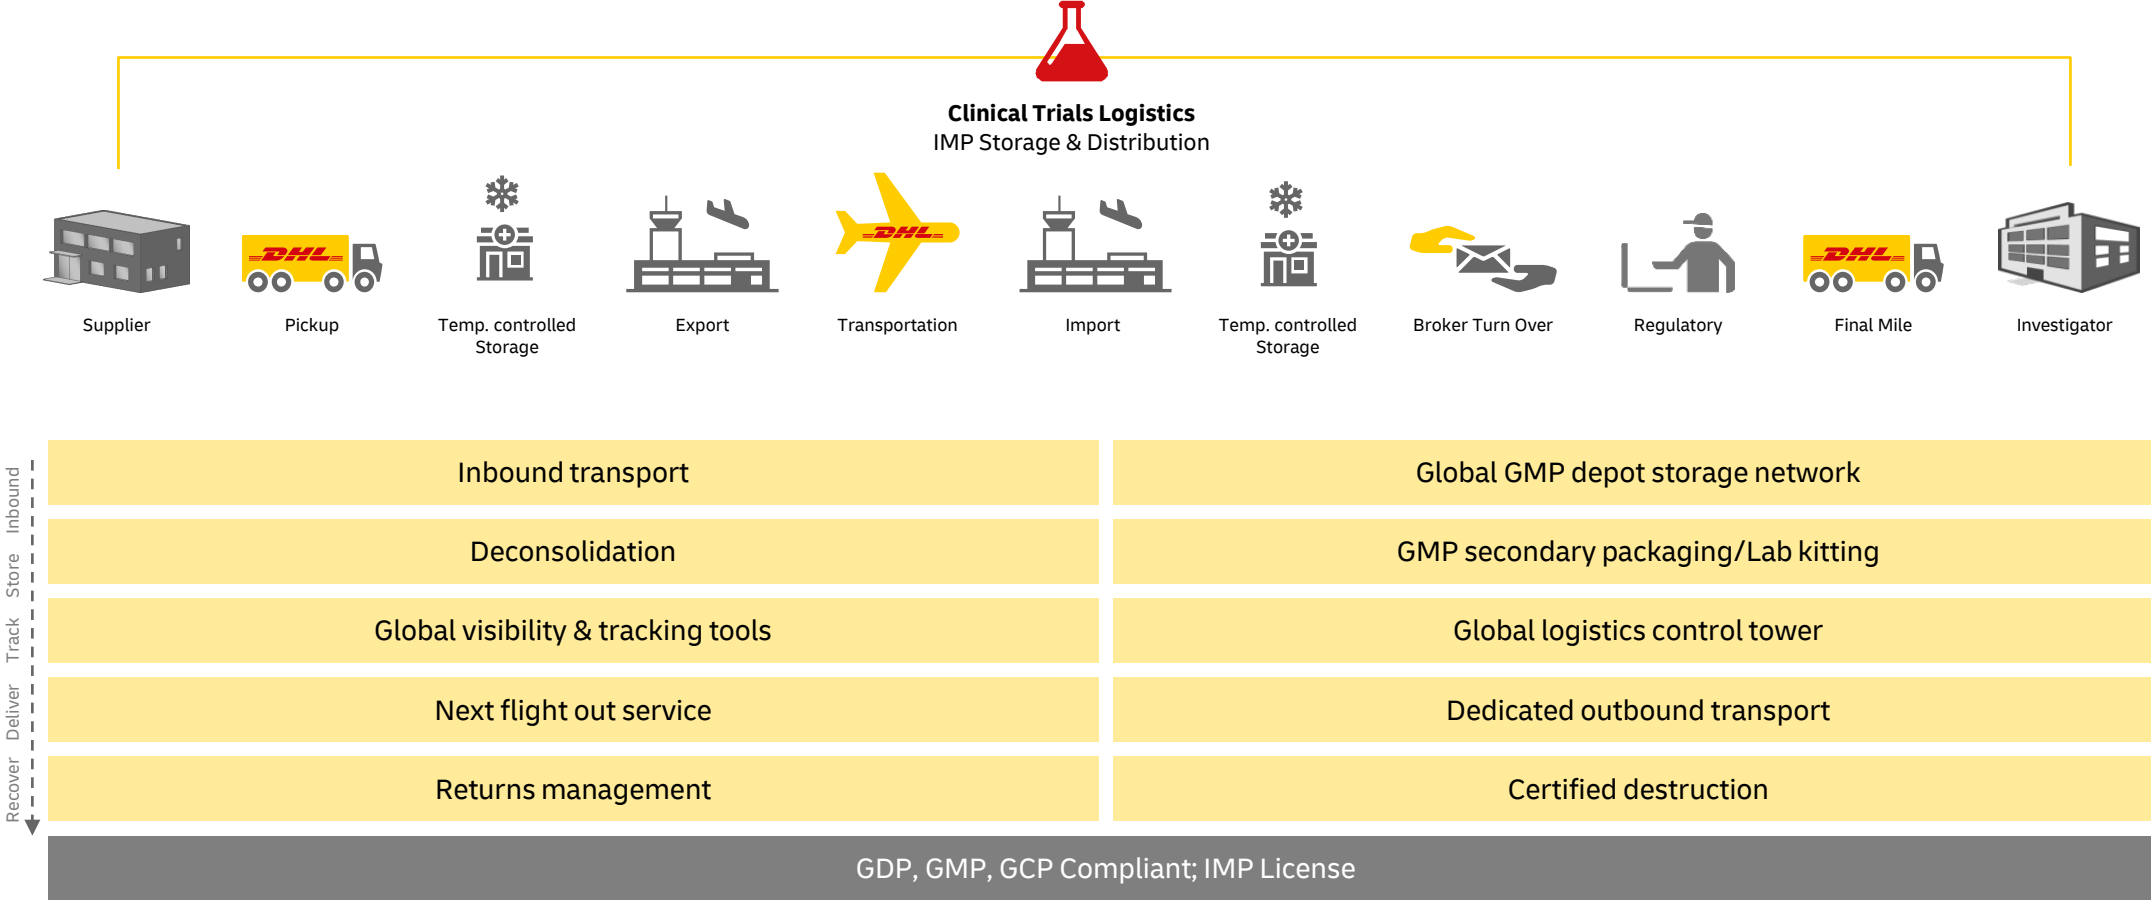 Clinical Trials Logistics
IMP Storage & Distribution
DHL
DHL
DHL
Supplier
Pickup
Temp. controlled
Storage
Export
Transportation
Import
Temp. controlled
Storage
Broker Turn Over
Regulatory
Final Mile
Investigator
Inbound
Store
Track
Deliver
Recover
Inbound transport
Global GMP depot storage network
Deconsolidation
GMP secondary packaging/Lab kitting
Global visibility & tracking tools
Global logistics control tower
Next flight out service
Dedicated outbound transport
Returns management
Certified destruction
GDP, GMP, GCP Compliant; IMP License